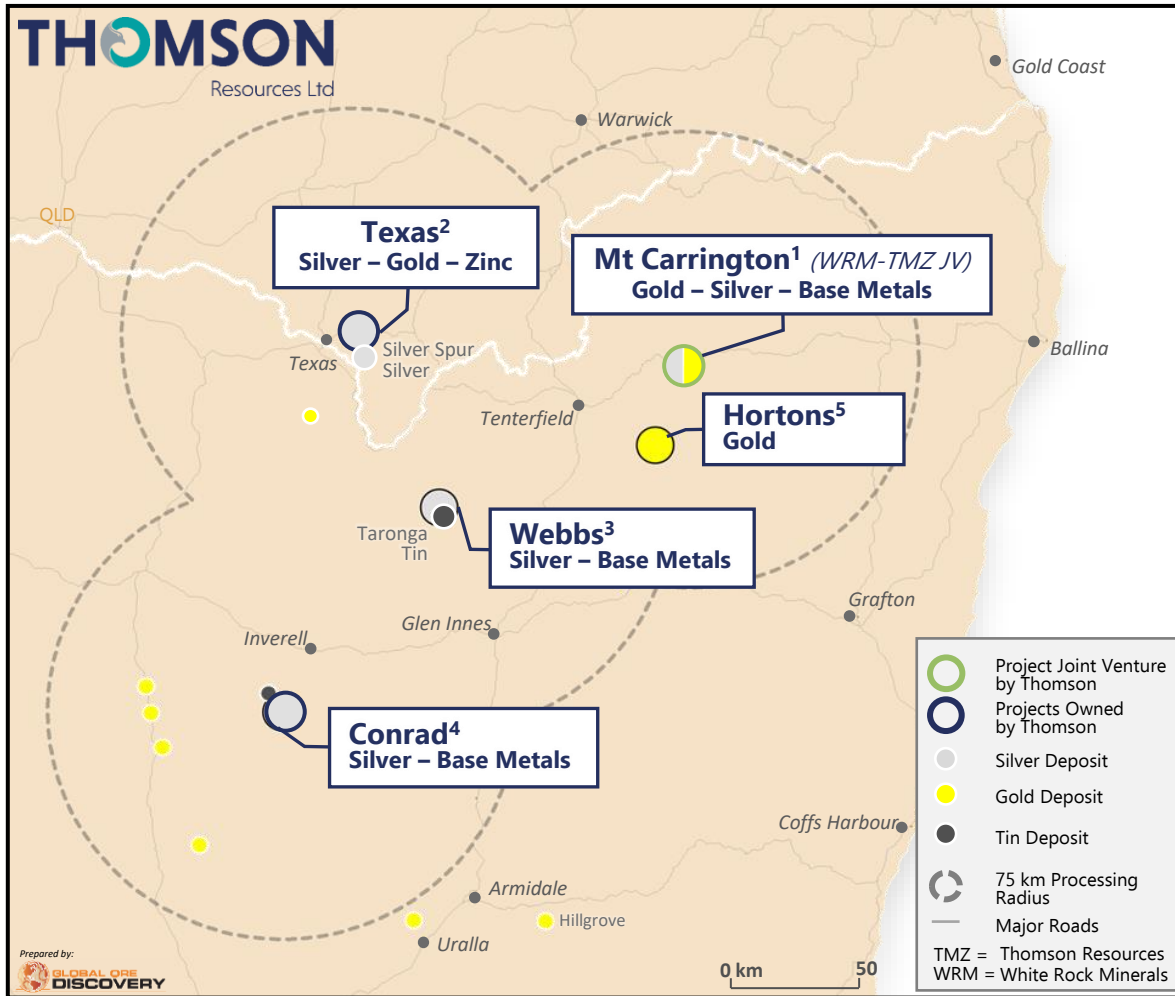 THOMSON
Resources Ltd
Gold Coast
Warwick
QLD
Texas²
Silver – Gold – Zinc
Mt Carrington¹ (WRM-TMZ JV)
Gold – Silver – Base Metals
Texas
Silver Spur
Silver
Ballina
Tenterfield
Hortons⁵
Gold
Taronga
Tin
Webbs³
Silver – Base Metals
Grafton
Glen Innes
Inverell
Conrad⁴
Silver – Base Metals
Coffs Harbour
Armidale
Hillgrove
Uralla
Project Joint Venture
by Thomson
Projects Owned
by Thomson
Silver Deposit
Gold Deposit
Tin Deposit
75 km Processing
Radius
Major Roads
TMZ = Thomson Resources
WRM = White Rock Minerals
Prepared by:
GLOBAL ORE
DISCOVERY
0 km 50